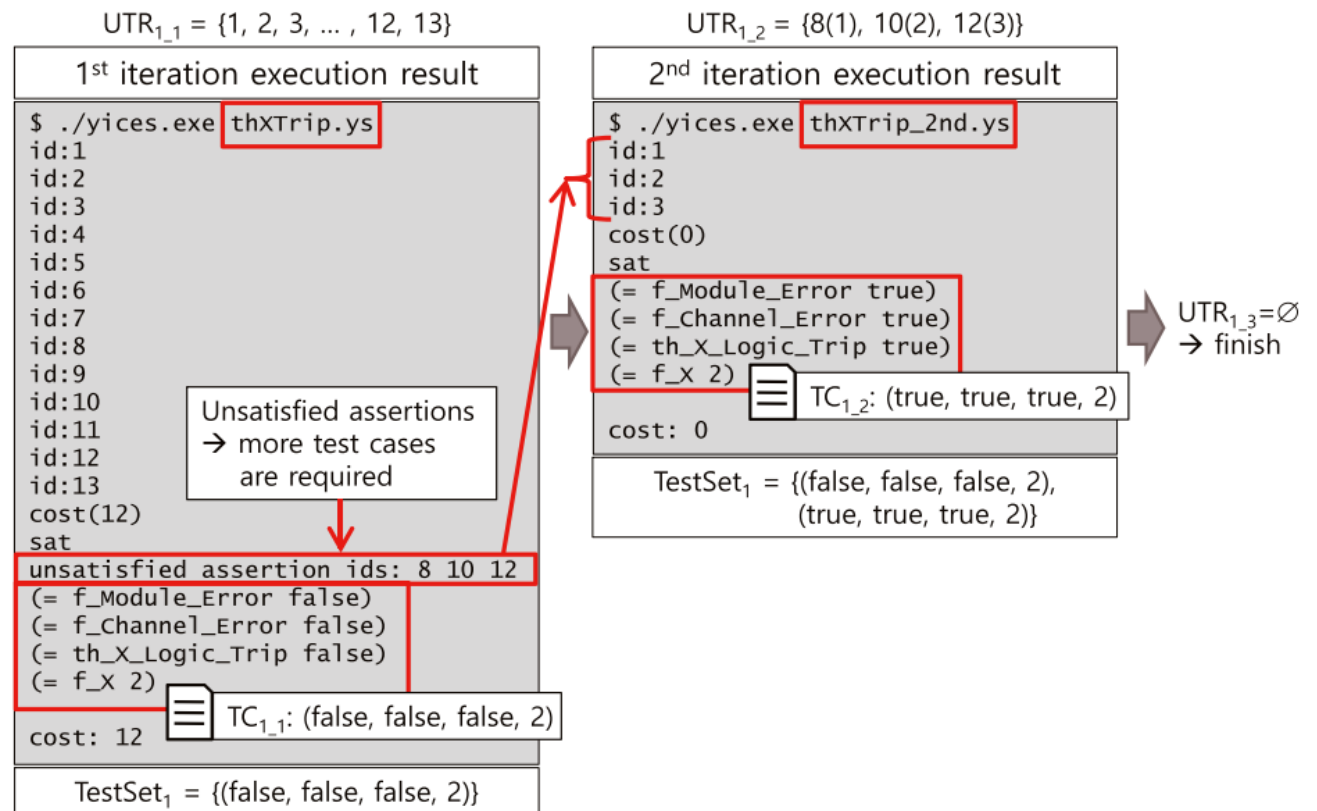 UTR1_1 = {1, 2, 3, … , 12, 13}
1st iteration execution result
$ ./yices.exe thXTrip.ys
id:1
id:2
id:3
id:4
id:5
id:6
id:7
id:8
id:9
id:10
id:11
id:12
id:13
cost(12)
sat
unsatisfied assertion ids: 8 10 12
(= f_Module_Error false)
(= f_Channel_Error false)
(= th_X_Logic_Trip false)
(= f_X 2)
cost: 12
Unsatisfied assertions
→ more test cases
are required
TC1_1: (false, false, false, 2)
TestSet1 = {(false, false, false, 2)}
UTR1_2 = {8(1), 10(2), 12(3)}
2nd iteration execution result
$ ./yices.exe thXTrip_2nd.ys
id:1
id:2
id:3
cost(0)
sat
(= f_Module_Error true)
(= f_Channel_Error true)
(= th_X_Logic_Trip true)
(= f_X 2)
TC1_2: (true, true, true, 2)
cost: 0
TestSet1 = {(false, false, false, 2),
(true, true, true, 2)}
UTR1_3=∅
→ finish